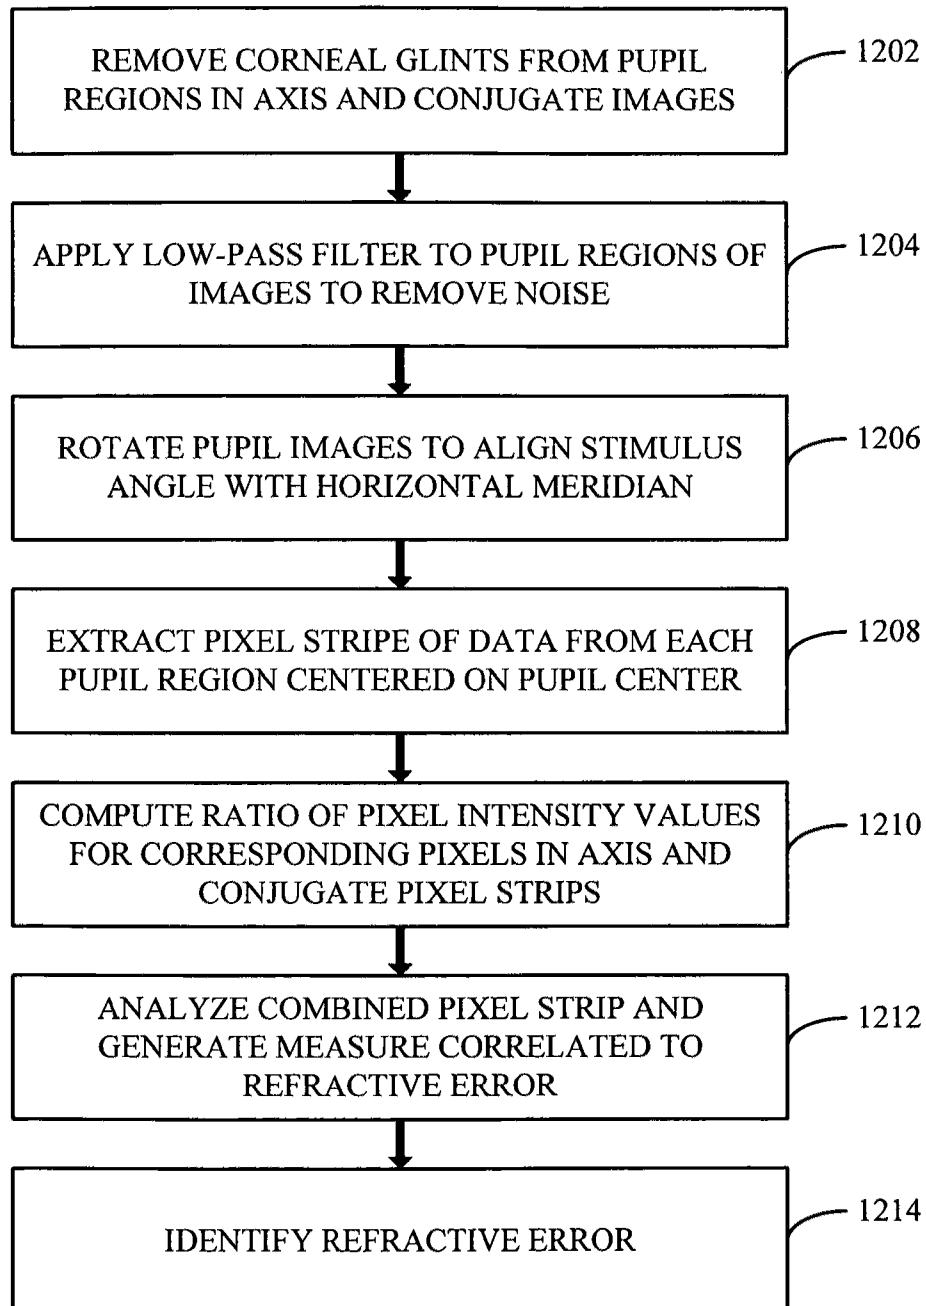 REMOVE CORNEAL GLINTS FROM PUPIL
REGIONS IN AXIS AND CONJUGATE IMAGES
1202
APPLY LOW-PASS FILTER TO PUPIL REGIONS OF
IMAGES TO REMOVE NOISE
1204
ROTATE PUPIL IMAGES TO ALIGN STIMULUS
ANGLE WITH HORIZONTAL MERIDIAN
1206
EXTRACT PIXEL STRIPE OF DATA FROM EACH
PUPIL REGION CENTERED ON PUPIL CENTER
1208
COMPUTE RATIO OF PIXEL INTENSITY VALUES
FOR CORRESPONDING PIXELS IN AXIS AND
CONJUGATE PIXEL STRIPS
1210
ANALYZE COMBINED PIXEL STRIP AND
GENERATE MEASURE CORRELATED TO
REFRACTIVE ERROR
1212
IDENTIFY REFRACTIVE ERROR
1214